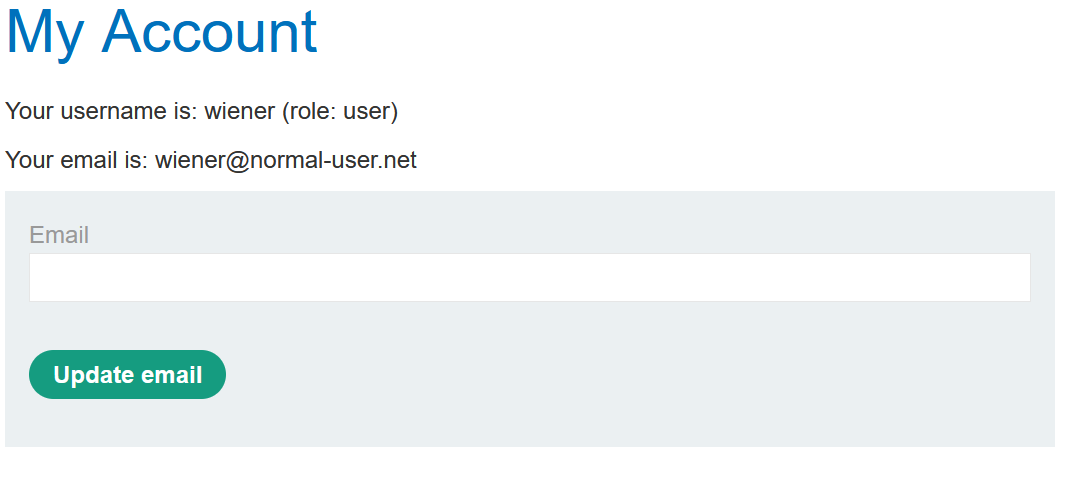 My Account
Your username is: wiener (role: user)
Your email is: wiener@normal-user.net
Email
Update email